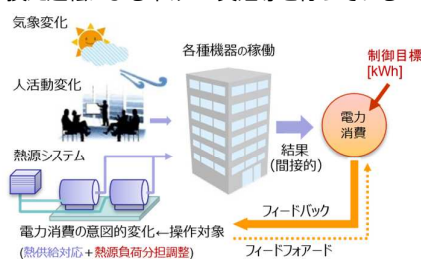 気象変化
各種機器の稼働
制御目標
[kWh]
人活動変化
電力
消費
結果
(間接的)
熱源システム
フィードバック
電力消費の意図的変化←操作対象
(熱供給対応+熱源負荷分担調整)
フィードフォアード